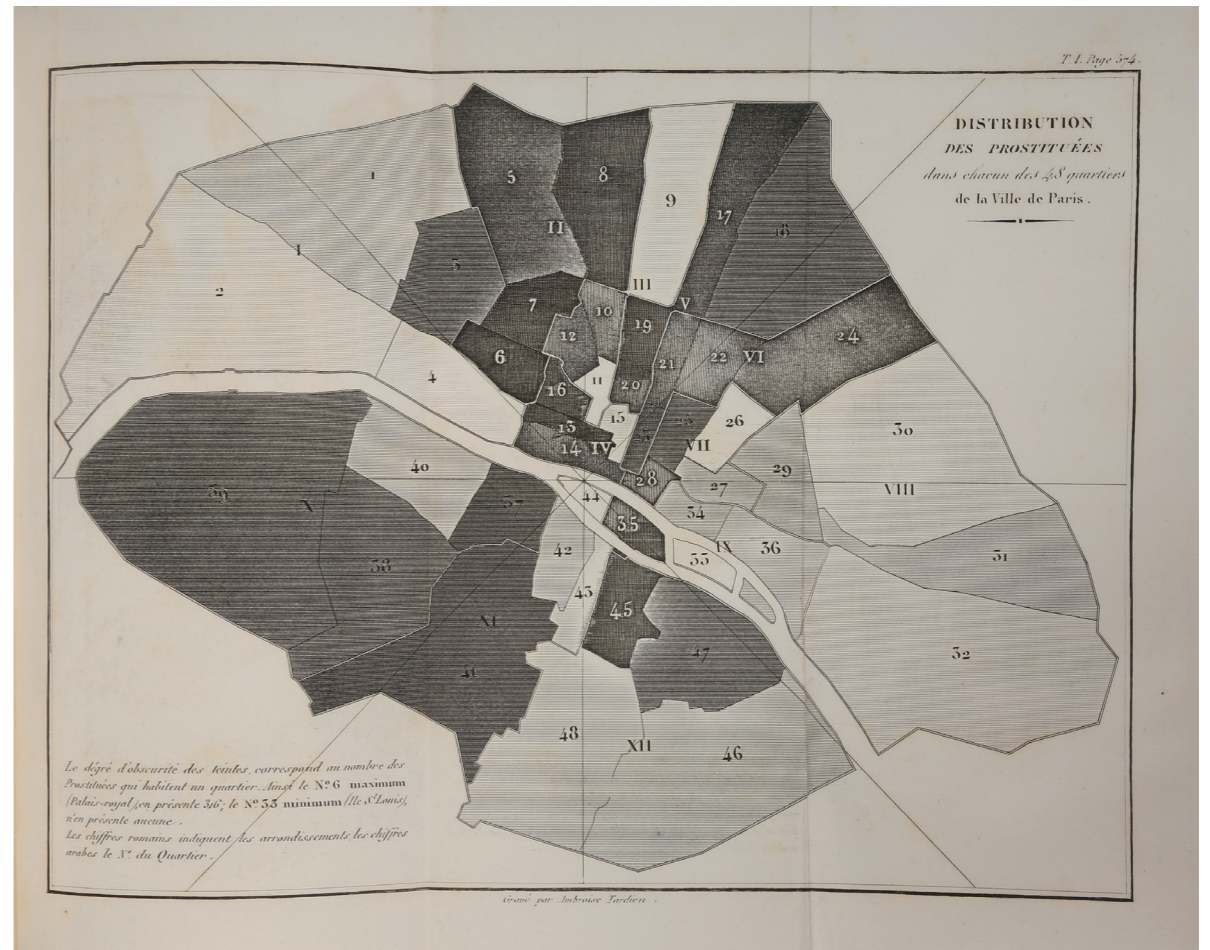 T. 1. Page 574.
DISTRIBUTION
DES PROSTITUÉES
dans chacun des 48 quartiers
de la Ville de Paris.
1
5
8
9
17
18
II
3
I
2
III
7
10
V
19
24
12
21
22
VI
6
4
11
16
20
15
26
30
13
25
14
IV
VII
40
29
28
27
VIII
39
44
37
X
34
35
42
IX
36
33
31
38
43
45
XI
47
32
41
48
XII
46
Le dégré d'obscurité des teintes, correspond au nombre des
Prostituées qui habitent un quartier. Ainsi le N.º 6 maximum
(Palais-royal), en présente 316; le N.º 33 minimum (Ile S.t Louis),
n'en présente aucune.
Les chiffres romains indiquent les arrondissements, les chiffres
arabes le N.º du Quartier.
Gravé par Ambroise Tardieu.